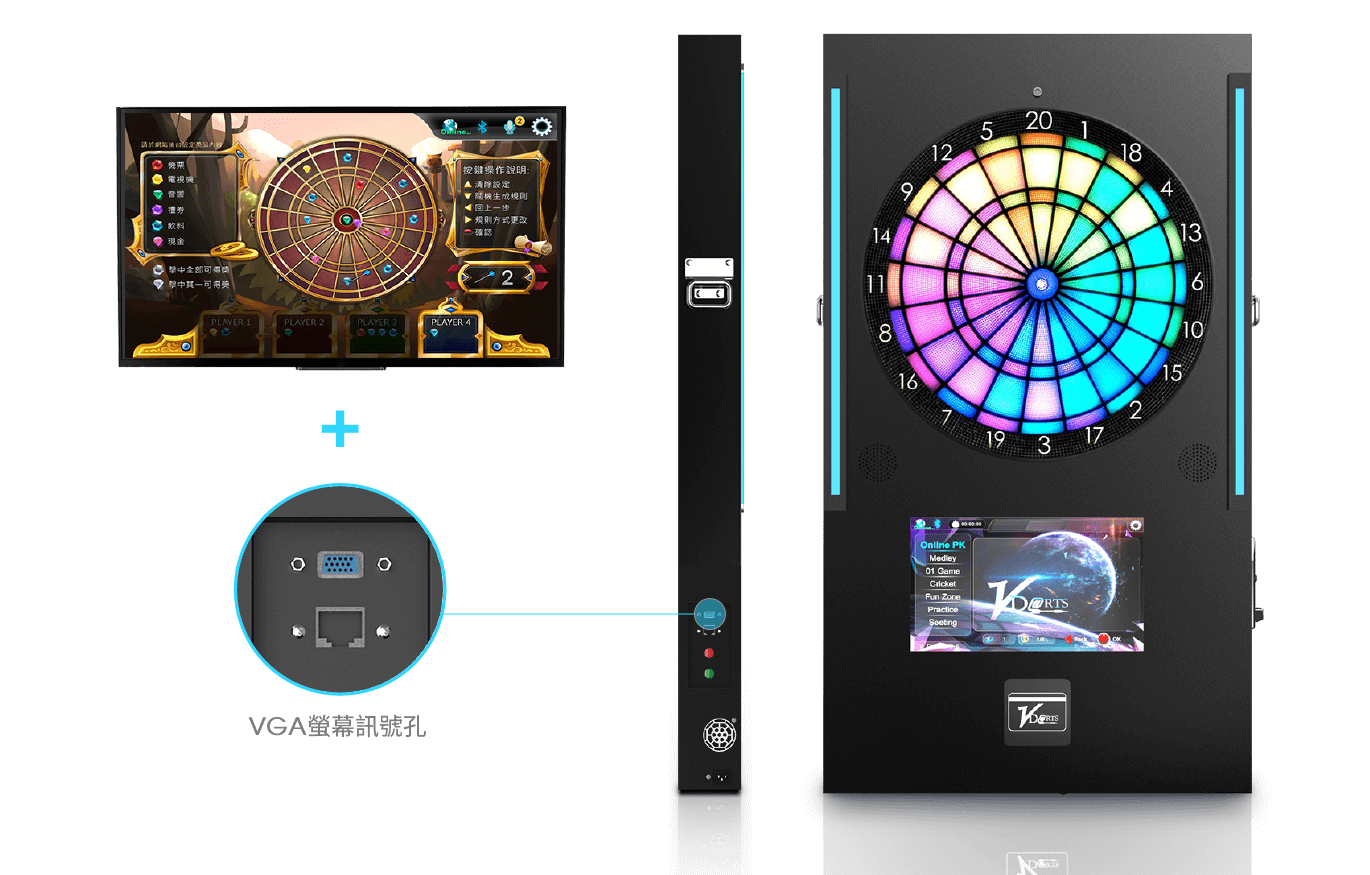 Online..
2
請於網站後台設定獎品內容
機票
電視機
音響
禮券
飲料
現金
擊中全部可得獎
擊中其一可得獎
按鍵操作說明:
清除設定
隨機生成規則
回上一步
規則方式更改
確認
2
PLAYER 1
PLAYER 2
PLAYER 3
PLAYER 4
+
VGA螢幕訊號孔
20
1
18
4
13
6
10
15
2
17
3
19
7
16
8
11
14
9
12
5
Online PK
Medley
01 Game
Cricket
Fun Zone
Practice
Seeting
VDARTS
Back
OK
VDARTS